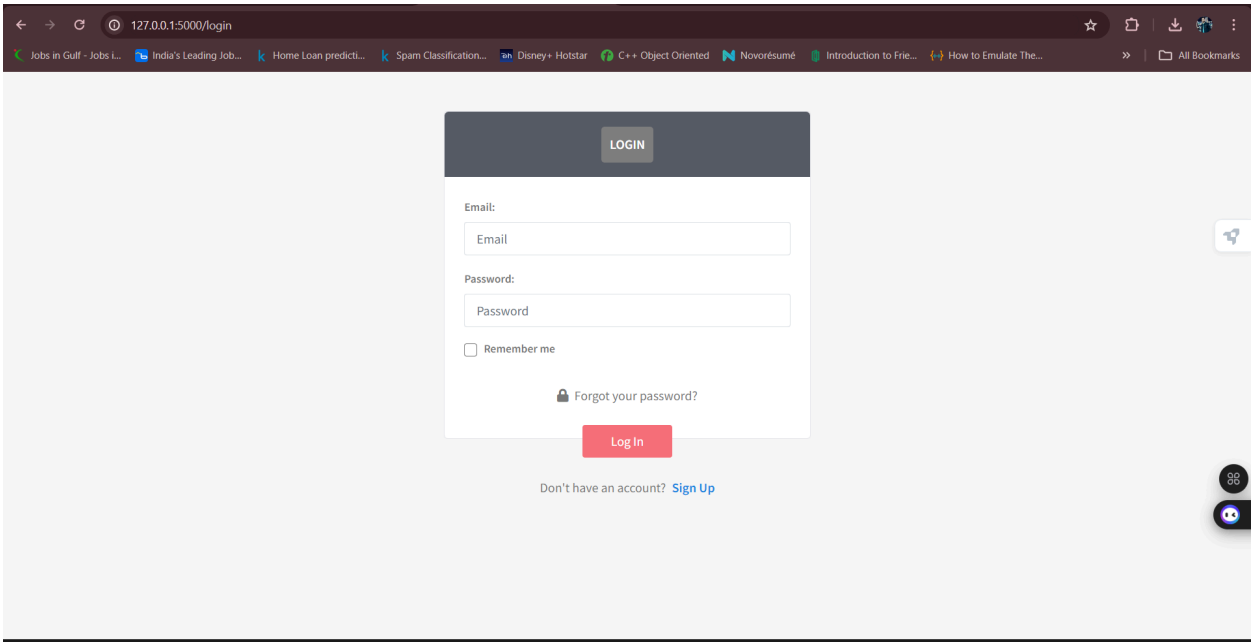 127.0.0.1:5000/login
Jobs in Gulf - Jobs i... India's Leading Job... Home Loan predicti... Spam Classification... Disney+ Hotstar C++ Object Oriented Novorésumé Introduction to Frie... How to Emulate The... » All Bookmarks
LOGIN
Email:
Email
Password:
Password
Remember me
Forgot your password?
Log In
Don't have an account? Sign Up